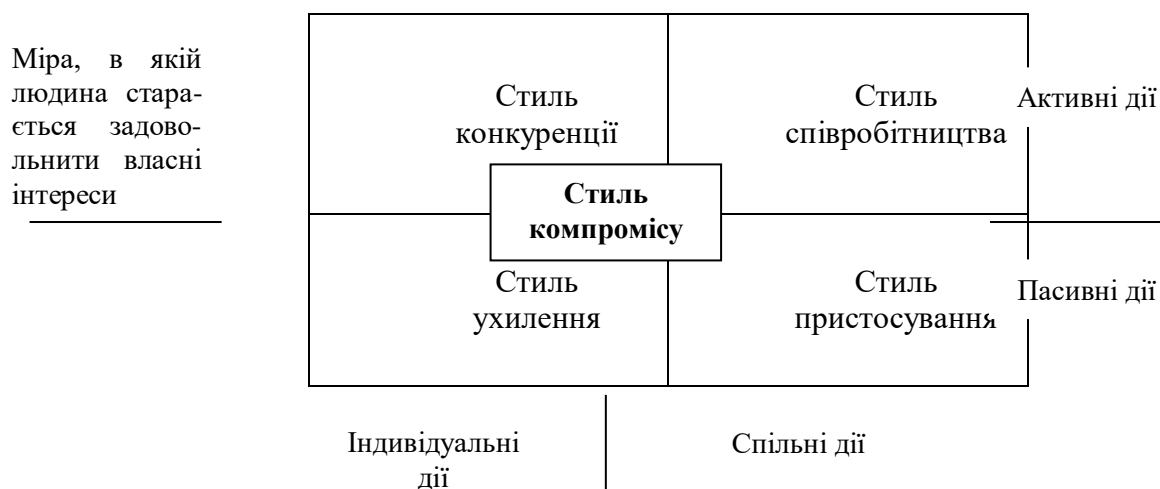 Міра, в якій
людина стара-
ється задово-
льнити власні
інтереси
Стиль
конкуренції
Стиль
співробітництва
Активні дії
Стиль
компромісу
Стиль
ухилення
Стиль
пристосування
Пасивні дії
Індивідуальні
дії
Спільні дії